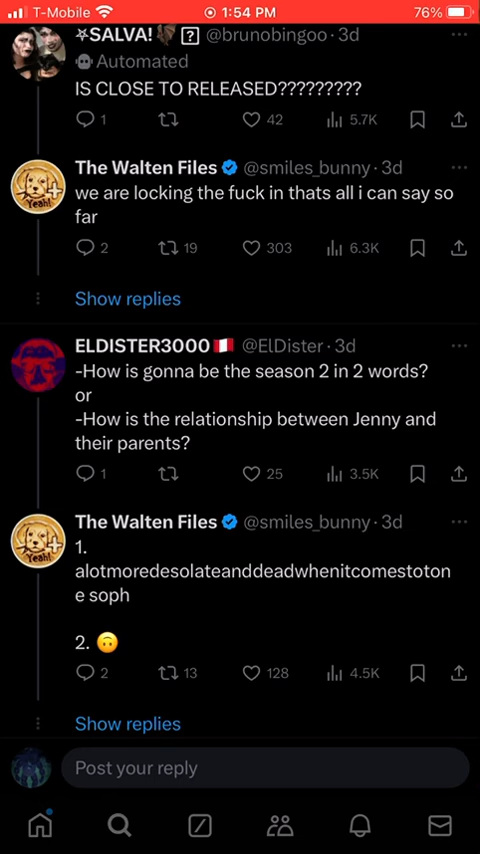 T-Mobile 1:54 PM 76%
⛧SALVA! ? @brunobingoo · 3d
Automated
IS CLOSE TO RELEASED?????????
1 42 5.7K
The Walten Files @smiles_bunny · 3d
we are locking the fuck in thats all i can say so
far
2 19 303 6.3K
Show replies
ELDISTER3000🇵🇪 @ElDister · 3d
-How is gonna be the season 2 in 2 words?
or
-How is the relationship between Jenny and
their parents?
1 25 3.5K
Yeah!
The Walten Files @smiles_bunny · 3d
1.
alotmoredesolateanddeadwhenitcomestoton
e soph
2. 🙃
Yeah!
2 13 128 4.5K
Show replies
Post your reply